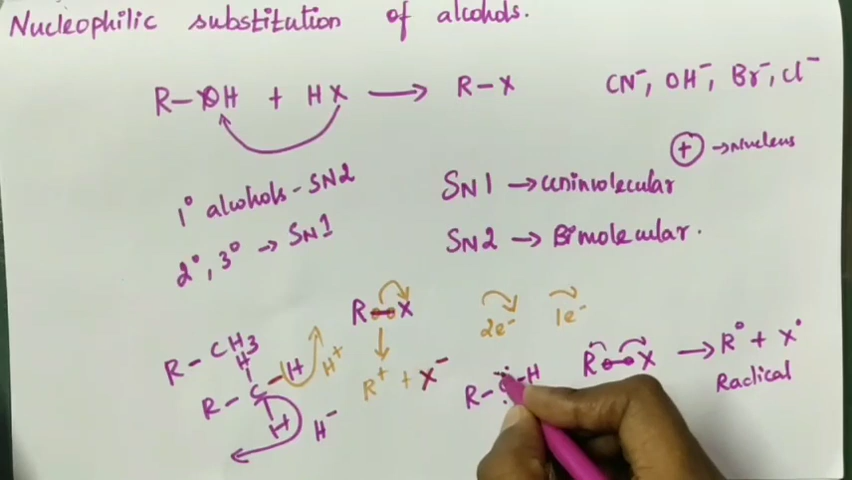 Nucleophilic substitution of alcohols.
R-OH + HX → R-X
CN⁻, OH⁻, Br⁻, Cl⁻
+ → Nucleus
1° alcohols - SN2
2°, 3° → SN1
SN1 → unimolecular
SN2 → Bimolecular.
R-X
R⁺ + X⁻
2e⁻ 1e⁻
R-CH3
H
R-C-H
H
H⁺
H⁻
R-C-H
R-X → R° + X•
Radical